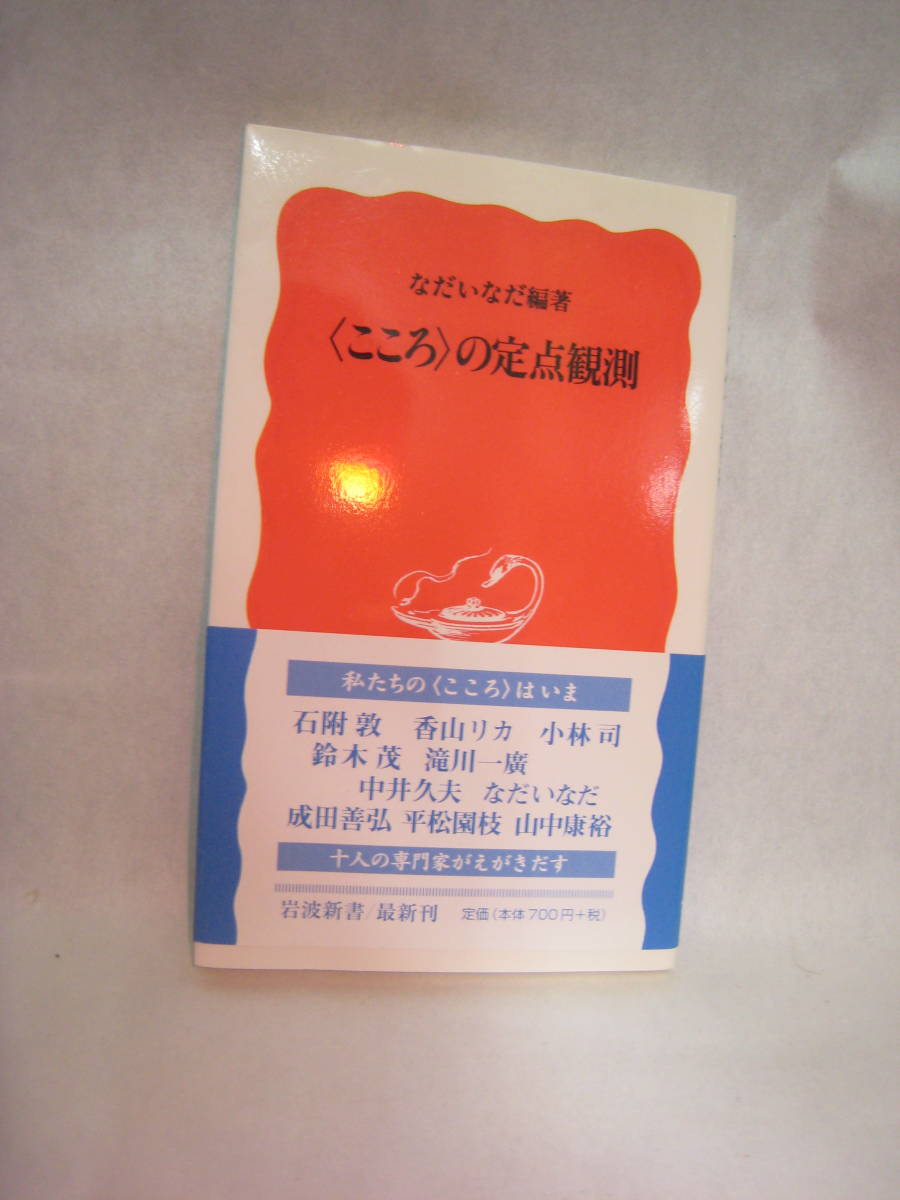 なだいなだ編著
〈こころ〉の定点観測
私たちの〈こころ〉はいま
石附敦 香山リカ 小林司
鈴木茂 滝川一廣
中井久夫 なだいなだ
成田善弘 平松園枝 山中康裕
十人の専門家がえがきだす
岩波新書/最新刊 定価(本体700円+税)